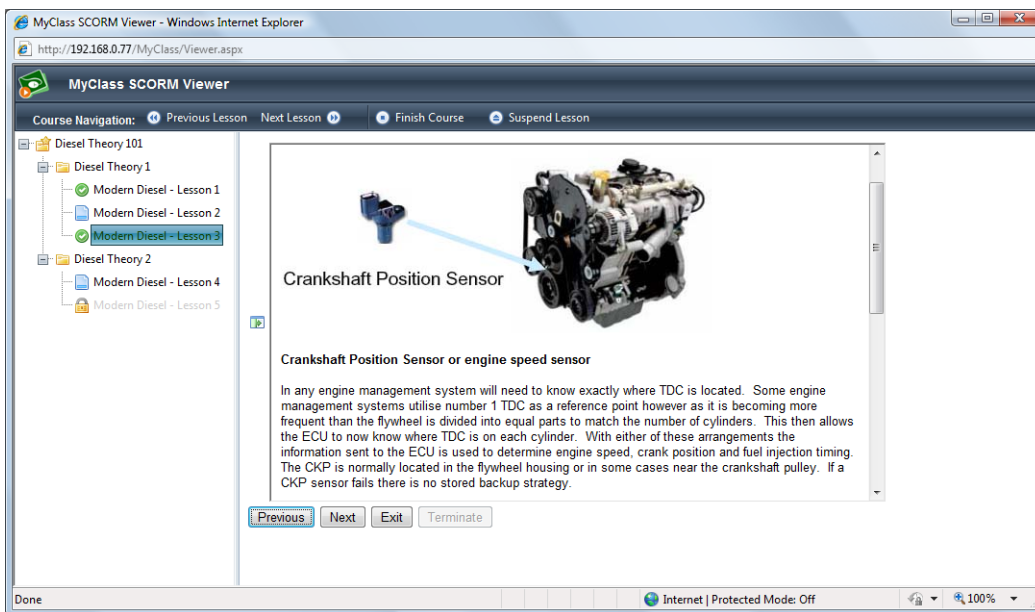 MyClass SCORM Viewer - Windows Internet Explorer
http://192.168.0.77/MyClass/Viewer.aspx
MyClass SCORM Viewer
Course Navigation: Previous Lesson Next Lesson Finish Course Suspend Lesson
Diesel Theory 101
Diesel Theory 1
Modern Diesel - Lesson 1
Modern Diesel - Lesson 2
Modern Diesel - Lesson 3
Diesel Theory 2
Modern Diesel - Lesson 4
Modern Diesel - Lesson 5
Crankshaft Position Sensor
Crankshaft Position Sensor or engine speed sensor
In any engine management system will need to know exactly where TDC is located. Some engine
management systems utilise number 1 TDC as a reference point however as it is becoming more
frequent than the flywheel is divided into equal parts to match the number of cylinders. This then allows
the ECU to now know where TDC is on each cylinder. With either of these arrangements the
information sent to the ECU is used to determine engine speed, crank position and fuel injection timing.
The CKP is normally located in the flywheel housing or in some cases near the crankshaft pulley. If a
CKP sensor fails there is no stored backup strategy.
Previous Next Exit Terminate
Done Internet | Protected Mode: Off 100%